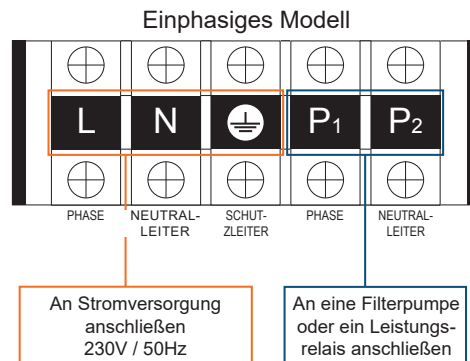 Einphasiges Modell
L N P1 P2
PHASE NEUTRAL- SCHUT- PHASE NEUTRAL-
LEITER ZLEITER LEITER
An Stromversorgung
anschließen
230V / 50Hz
An eine Filterpumpe
oder ein Leistungs-
relais anschließen